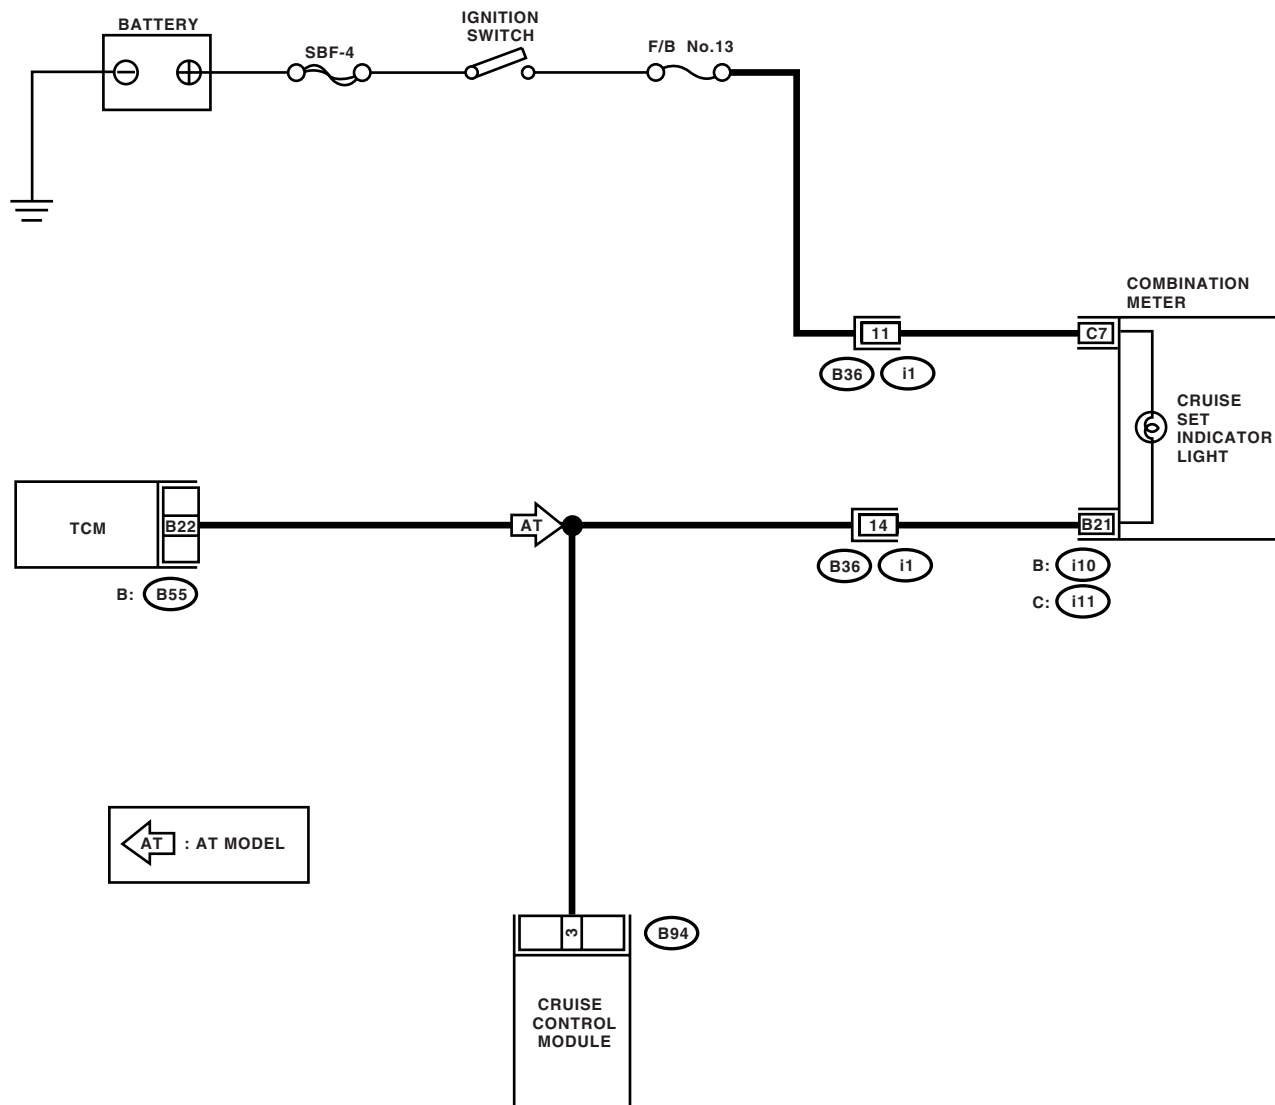 BATTERY
SBF-4
IGNITION
SWITCH
F/B No.13
COMBINATION
METER
11
C7
B36
i1
CRUISE
SET
INDICATOR
LIGHT
TCM
B22
AT
14
B21
B: B55
B36
i1
B: i10
C: i11
AT : AT MODEL
3
B94
CRUISE
CONTROL
MODULE